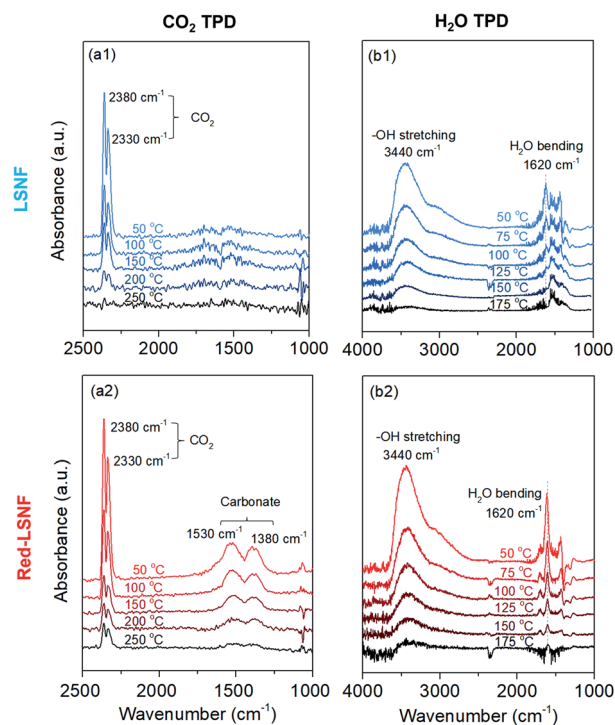 CO₂ TPD
H₂O TPD
LSNF
Absorbance (a.u.)
(a1)
2380 cm⁻¹
CO₂
2330 cm⁻¹
50 °C
100 °C
150 °C
200 °C
250 °C
2500 2000 1500 1000
Absorbance (a.u.)
(b1)
-OH stretching
3440 cm⁻¹
H₂O bending
1620 cm⁻¹
50 °C
75 °C
100 °C
125 °C
150 °C
175 °C
4000 3000 2000 1000
Red-LSNF
Absorbance (a.u.)
(a2)
2380 cm⁻¹
CO₂
2330 cm⁻¹
Carbonate
1530 cm⁻¹
1380 cm⁻¹
50 °C
100 °C
150 °C
200 °C
250 °C
2500 2000 1500 1000
Wavenumber (cm⁻¹)
Absorbance (a.u.)
(b2)
-OH stretching
3440 cm⁻¹
H₂O bending
1620 cm⁻¹
50 °C
75 °C
100 °C
125 °C
150 °C
175 °C
4000 3000 2000 1000
Wavenumber (cm⁻¹)